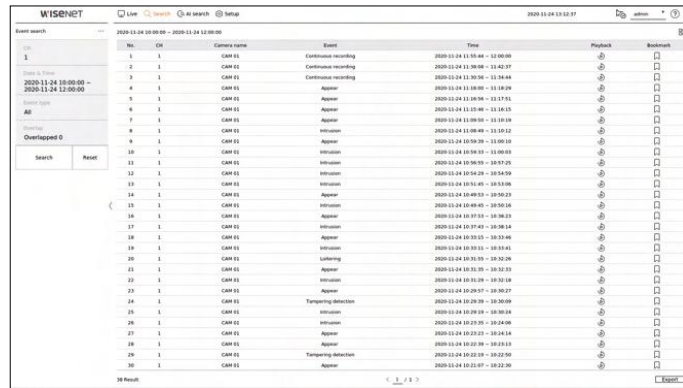 WISENET
Live Search AI search Setup 2020-11-24 13:12:37 admin
Event search 2020-11-24 10:00:00 ~ 2020-11-24 12:00:00
CH
1
Date & Time
2020-11-24 10:00:00 ~
2020-11-24 12:00:00
Event type
All
Overlap
Overlapped 0
Search Reset
No. CH Camera name Event Time Playback Bookmark
1 1 CAM 01 Continuous recording 2020-11-24 11:55:44 ~ 12:00:00
2 1 CAM 01 Continuous recording 2020-11-24 11:36:08 ~ 11:42:37
3 1 CAM 01 Continuous recording 2020-11-24 11:30:56 ~ 11:34:44
4 1 CAM 01 Appear 2020-11-24 11:18:00 ~ 11:18:29
5 1 CAM 01 Appear 2020-11-24 11:16:56 ~ 11:17:51
6 1 CAM 01 Appear 2020-11-24 11:15:46 ~ 11:16:15
7 1 CAM 01 Appear 2020-11-24 11:09:50 ~ 11:10:19
8 1 CAM 01 Intrusion 2020-11-24 11:08:49 ~ 11:10:12
9 1 CAM 01 Appear 2020-11-24 10:59:39 ~ 11:00:10
10 1 CAM 01 Intrusion 2020-11-24 10:59:33 ~ 11:00:03
11 1 CAM 01 Intrusion 2020-11-24 10:56:55 ~ 10:57:25
12 1 CAM 01 Intrusion 2020-11-24 10:54:29 ~ 10:54:59
13 1 CAM 01 Intrusion 2020-11-24 10:51:45 ~ 10:53:06
14 1 CAM 01 Appear 2020-11-24 10:49:53 ~ 10:50:23
15 1 CAM 01 Intrusion 2020-11-24 10:49:45 ~ 10:50:16
16 1 CAM 01 Appear 2020-11-24 10:37:53 ~ 10:38:23
17 1 CAM 01 Intrusion 2020-11-24 10:37:43 ~ 10:38:14
18 1 CAM 01 Appear 2020-11-24 10:33:15 ~ 10:33:46
19 1 CAM 01 Intrusion 2020-11-24 10:33:11 ~ 10:33:41
20 1 CAM 01 Loitering 2020-11-24 10:31:55 ~ 10:32:26
21 1 CAM 01 Appear 2020-11-24 10:31:35 ~ 10:32:33
22 1 CAM 01 Intrusion 2020-11-24 10:31:29 ~ 10:32:18
23 1 CAM 01 Appear 2020-11-24 10:29:57 ~ 10:30:27
24 1 CAM 01 Tampering detection 2020-11-24 10:29:39 ~ 10:30:09
25 1 CAM 01 Intrusion 2020-11-24 10:29:19 ~ 10:30:24
26 1 CAM 01 Intrusion 2020-11-24 10:23:35 ~ 10:24:06
27 1 CAM 01 Appear 2020-11-24 10:23:23 ~ 10:24:14
28 1 CAM 01 Appear 2020-11-24 10:22:39 ~ 10:23:13
29 1 CAM 01 Tampering detection 2020-11-24 10:22:19 ~ 10:22:50
30 1 CAM 01 Appear 2020-11-24 10:21:07 ~ 10:22:30
38 Result 1 / 1 Export